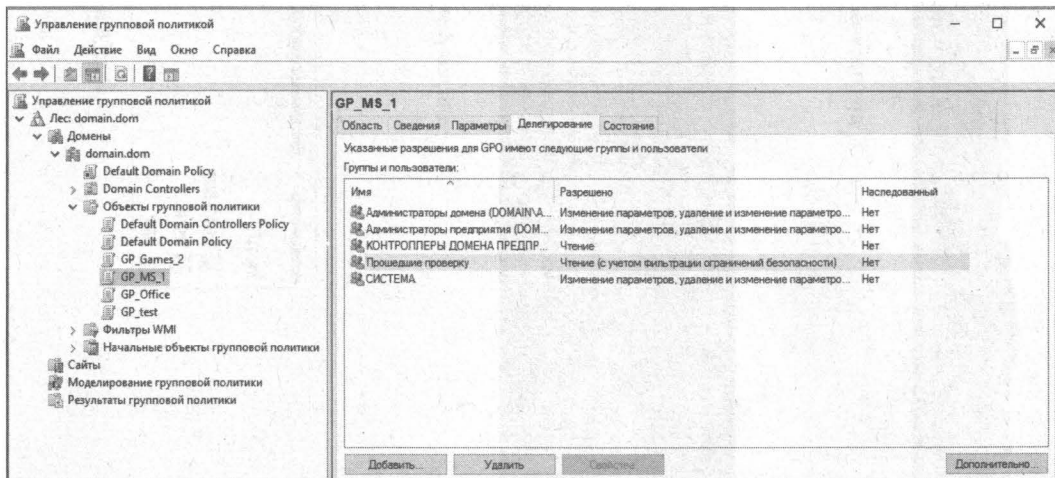 Управление групповой политикой
Файл Действие Вид Окно Справка
Управление групповой политикой
Лес: domain.dom
Домены
domain.dom
Default Domain Policy
Domain Controllers
Объекты групповой политики
Default Domain Controllers Policy
Default Domain Policy
GP_Games_2
GP_MS_1
GP_Office
GP_test
Фильтры WMI
Начальные объекты групповой политики
Сайты
Моделирование групповой политики
Результаты групповой политики
GP_MS_1
Область Сведения Параметры Делегирование Состояние
Указанные разрешения для GPO имеют следующие группы и пользователи
Группы и пользователи:
Имя Разрешено Наследованный
Администраторы домена (DOMAIN\A... Изменение параметров, удаление и изменение параметро... Нет
Администраторы предприятия (DOM... Изменение параметров, удаление и изменение параметро... Нет
КОНТРОЛЛЕРЫ ДОМЕНА ПРЕДПР... Чтение Нет
Прошедшие проверку Чтение (с учетом фильтрации ограничений безопасности) Нет
СИСТЕМА Изменение параметров, удаление и изменение параметро... Нет
Добавить... Удалить Свойства Дополнительно...